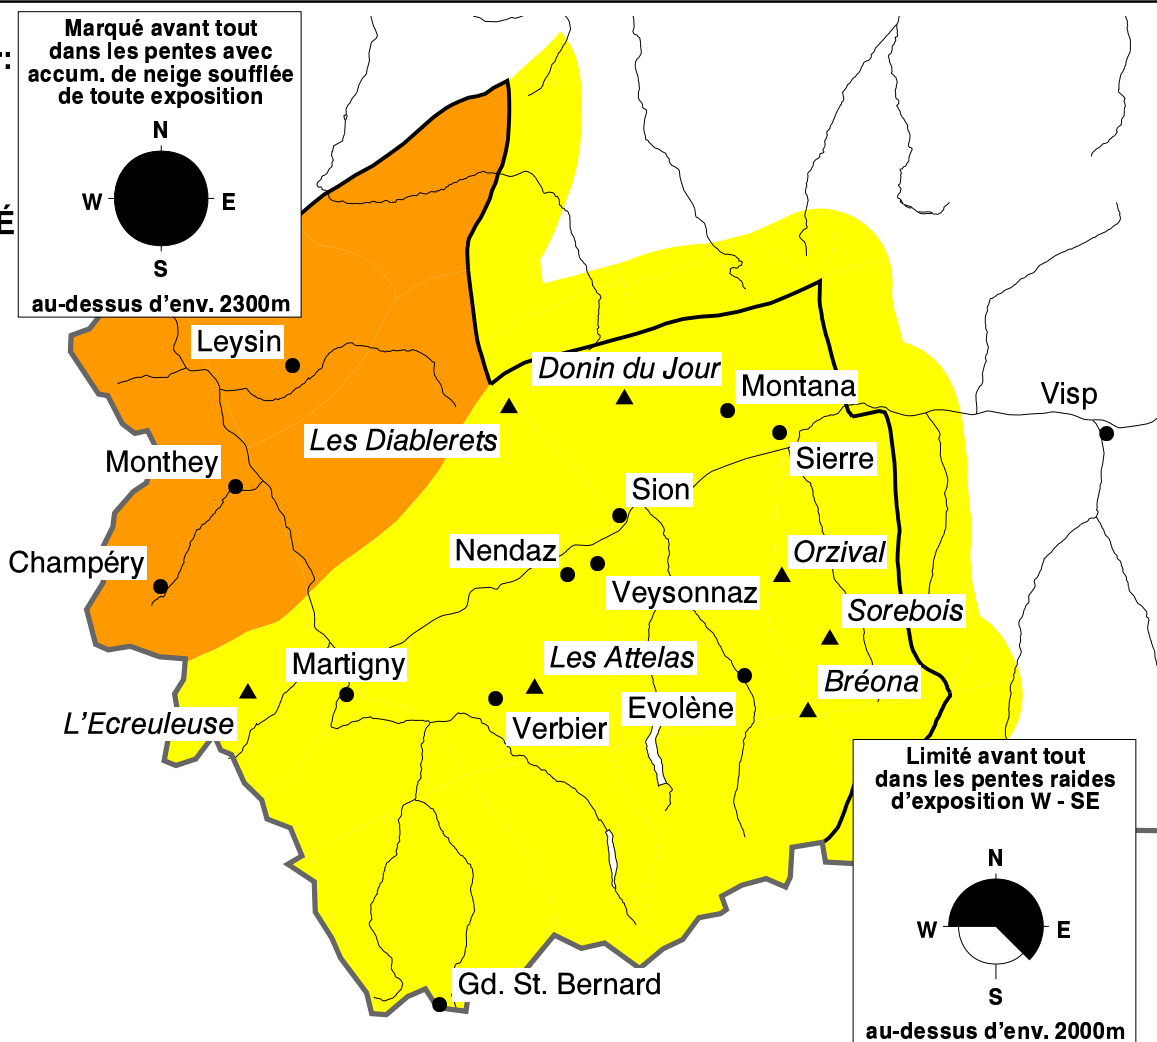 Marqué avant tout
dans les pentes avec
accum. de neige soufflée
de toute exposition
N
W
E
S
au-dessus d'env. 2300m
:
É
Leysin
Donin du Jour
Montana
Visp
Les Diablerets
Sierre
Monthey
Sion
Nendaz
Orzival
Champéry
Veysonnaz
Sorebois
Martigny
Les Attelas
Bréona
L'Ecreuleuse
Verbier
Evolène
Gd. St. Bernard
Limité avant tout
dans les pentes raides
d'exposition W - SE
N
W
E
S
au-dessus d'env. 2000m